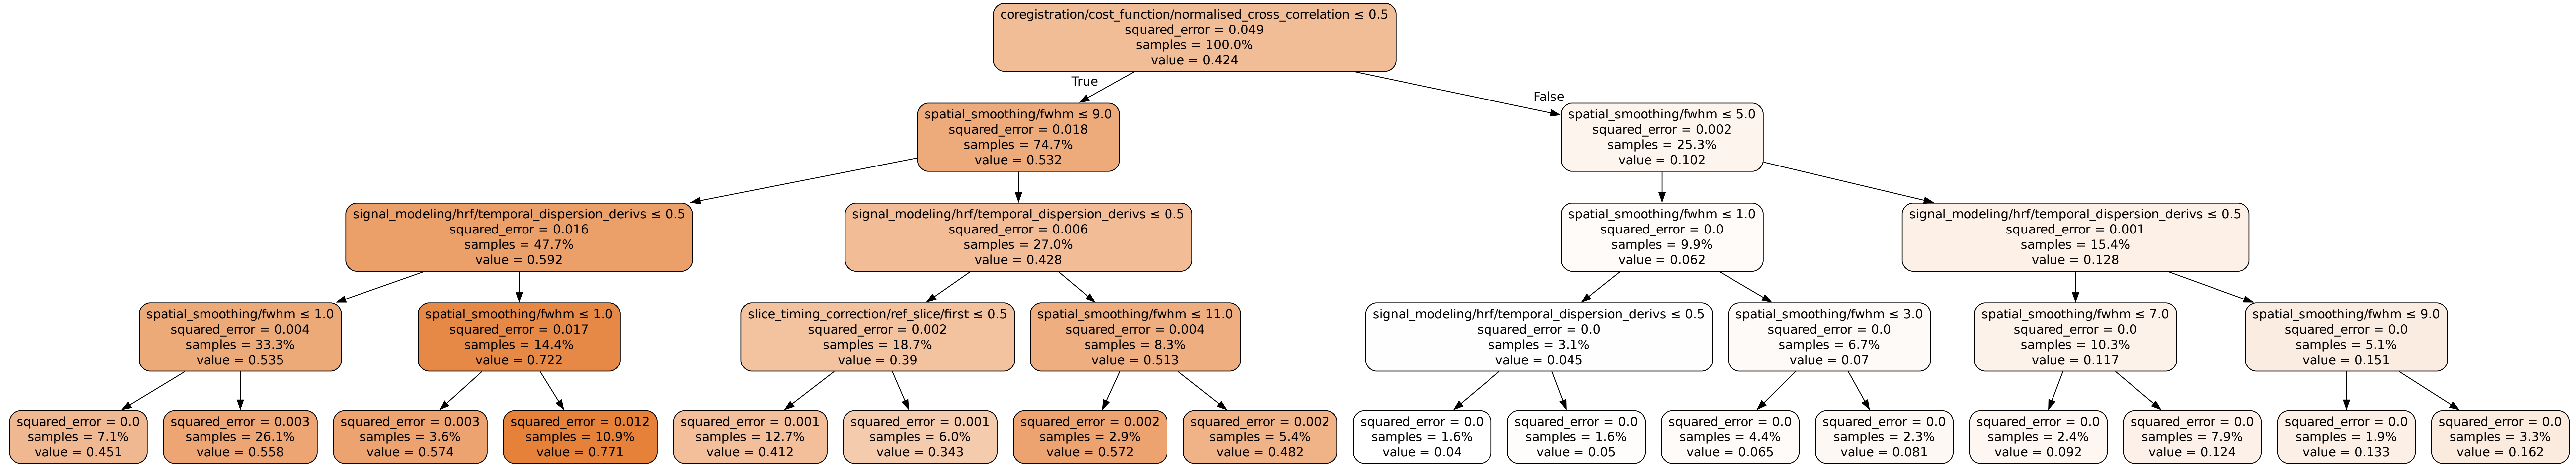 coregistration/cost_function/normalised_cross_correlation ≤ 0.5
squared_error = 0.049
samples = 100.0%
value = 0.424
True
False
spatial_smoothing/fwhm ≤ 9.0
squared_error = 0.018
samples = 74.7%
value = 0.532
spatial_smoothing/fwhm ≤ 5.0
squared_error = 0.002
samples = 25.3%
value = 0.102
signal_modeling/hrf/temporal_dispersion_derivs ≤ 0.5
squared_error = 0.016
samples = 47.7%
value = 0.592
signal_modeling/hrf/temporal_dispersion_derivs ≤ 0.5
squared_error = 0.006
samples = 27.0%
value = 0.428
spatial_smoothing/fwhm ≤ 1.0
squared_error = 0.0
samples = 9.9%
value = 0.062
signal_modeling/hrf/temporal_dispersion_derivs ≤ 0.5
squared_error = 0.001
samples = 15.4%
value = 0.128
spatial_smoothing/fwhm ≤ 1.0
squared_error = 0.004
samples = 33.3%
value = 0.535
spatial_smoothing/fwhm ≤ 1.0
squared_error = 0.017
samples = 14.4%
value = 0.722
slice_timing_correction/ref_slice/first ≤ 0.5
squared_error = 0.002
samples = 18.7%
value = 0.39
spatial_smoothing/fwhm ≤ 11.0
squared_error = 0.004
samples = 8.3%
value = 0.513
signal_modeling/hrf/temporal_dispersion_derivs ≤ 0.5
squared_error = 0.0
samples = 3.1%
value = 0.045
spatial_smoothing/fwhm ≤ 3.0
squared_error = 0.0
samples = 6.7%
value = 0.07
spatial_smoothing/fwhm ≤ 7.0
squared_error = 0.0
samples = 10.3%
value = 0.117
spatial_smoothing/fwhm ≤ 9.0
squared_error = 0.0
samples = 5.1%
value = 0.151
squared_error = 0.0
samples = 7.1%
value = 0.451
squared_error = 0.003
samples = 26.1%
value = 0.558
squared_error = 0.003
samples = 3.6%
value = 0.574
squared_error = 0.012
samples = 10.9%
value = 0.771
squared_error = 0.001
samples = 12.7%
value = 0.412
squared_error = 0.001
samples = 6.0%
value = 0.343
squared_error = 0.002
samples = 2.9%
value = 0.572
squared_error = 0.002
samples = 5.4%
value = 0.482
squared_error = 0.0
samples = 1.6%
value = 0.04
squared_error = 0.0
samples = 1.6%
value = 0.05
squared_error = 0.0
samples = 4.4%
value = 0.065
squared_error = 0.0
samples = 2.3%
value = 0.081
squared_error = 0.0
samples = 2.4%
value = 0.092
squared_error = 0.0
samples = 7.9%
value = 0.124
squared_error = 0.0
samples = 1.9%
value = 0.133
squared_error = 0.0
samples = 3.3%
value = 0.162